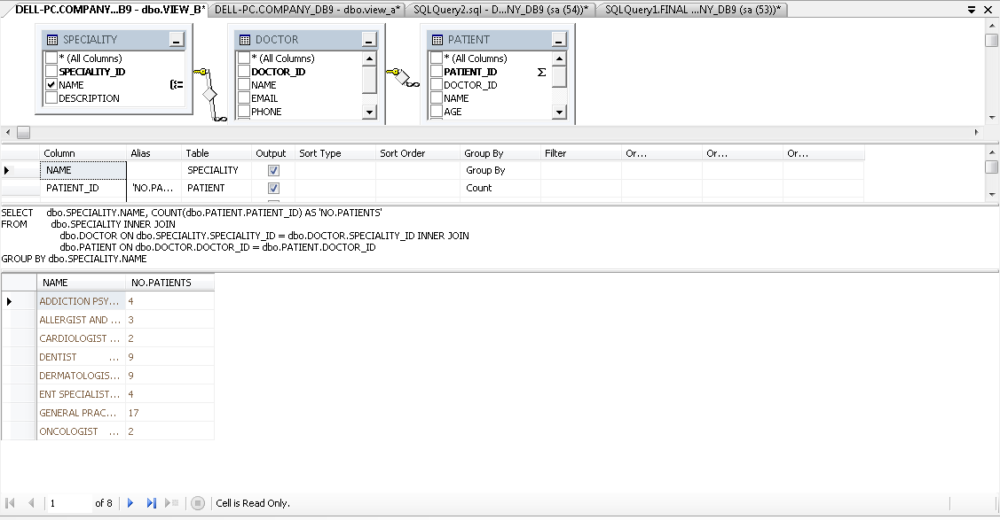 DELL-PC.COMPANY...B9 - dbo.VIEW_B* DELL-PC.COMPANY_DB9 - dbo.view_a* SQLQuery2.sql - D...NY_DB9 (sa (54))* SQLQuery1.FINAL ...NY_DB9 (sa (53))*
SPECIALITY
* (All Columns)
SPECIALITY_ID
NAME
DESCRIPTION
DOCTOR
* (All Columns)
DOCTOR_ID
NAME
EMAIL
PHONE
PATIENT
* (All Columns)
PATIENT_ID Σ
DOCTOR_ID
NAME
AGE
Column Alias Table Output Sort Type Sort Order Group By Filter Or... Or... Or...
NAME SPECIALITY Group By
PATIENT_ID 'NO.PA... PATIENT Count
SELECT dbo.SPECIALITY.NAME, COUNT(dbo.PATIENT.PATIENT_ID) AS 'NO.PATIENTS'
FROM dbo.SPECIALITY INNER JOIN
dbo.DOCTOR ON dbo.SPECIALITY.SPECIALITY_ID = dbo.DOCTOR.SPECIALITY_ID INNER JOIN
dbo.PATIENT ON dbo.DOCTOR.DOCTOR_ID = dbo.PATIENT.DOCTOR_ID
GROUP BY dbo.SPECIALITY.NAME
NAME NO.PATIENTS
ADDICTION PSY... 4
ALLERGIST AND ... 3
CARDIOLOGIST ... 2
DENTIST ... 9
DERMATOLOGIS... 9
ENT SPECIALIST... 4
GENERAL PRAC... 17
ONCOLOGIST ... 2
1 of 8 Cell is Read Only.